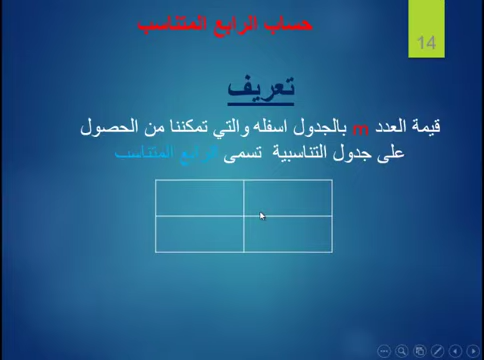 حساب الرابع المتناسب
14
تعريف
قيمة العدد m بالجدول اسفله والتي تمكننا من الحصول
على جدول التناسبية تسمى الرابع المتناسب